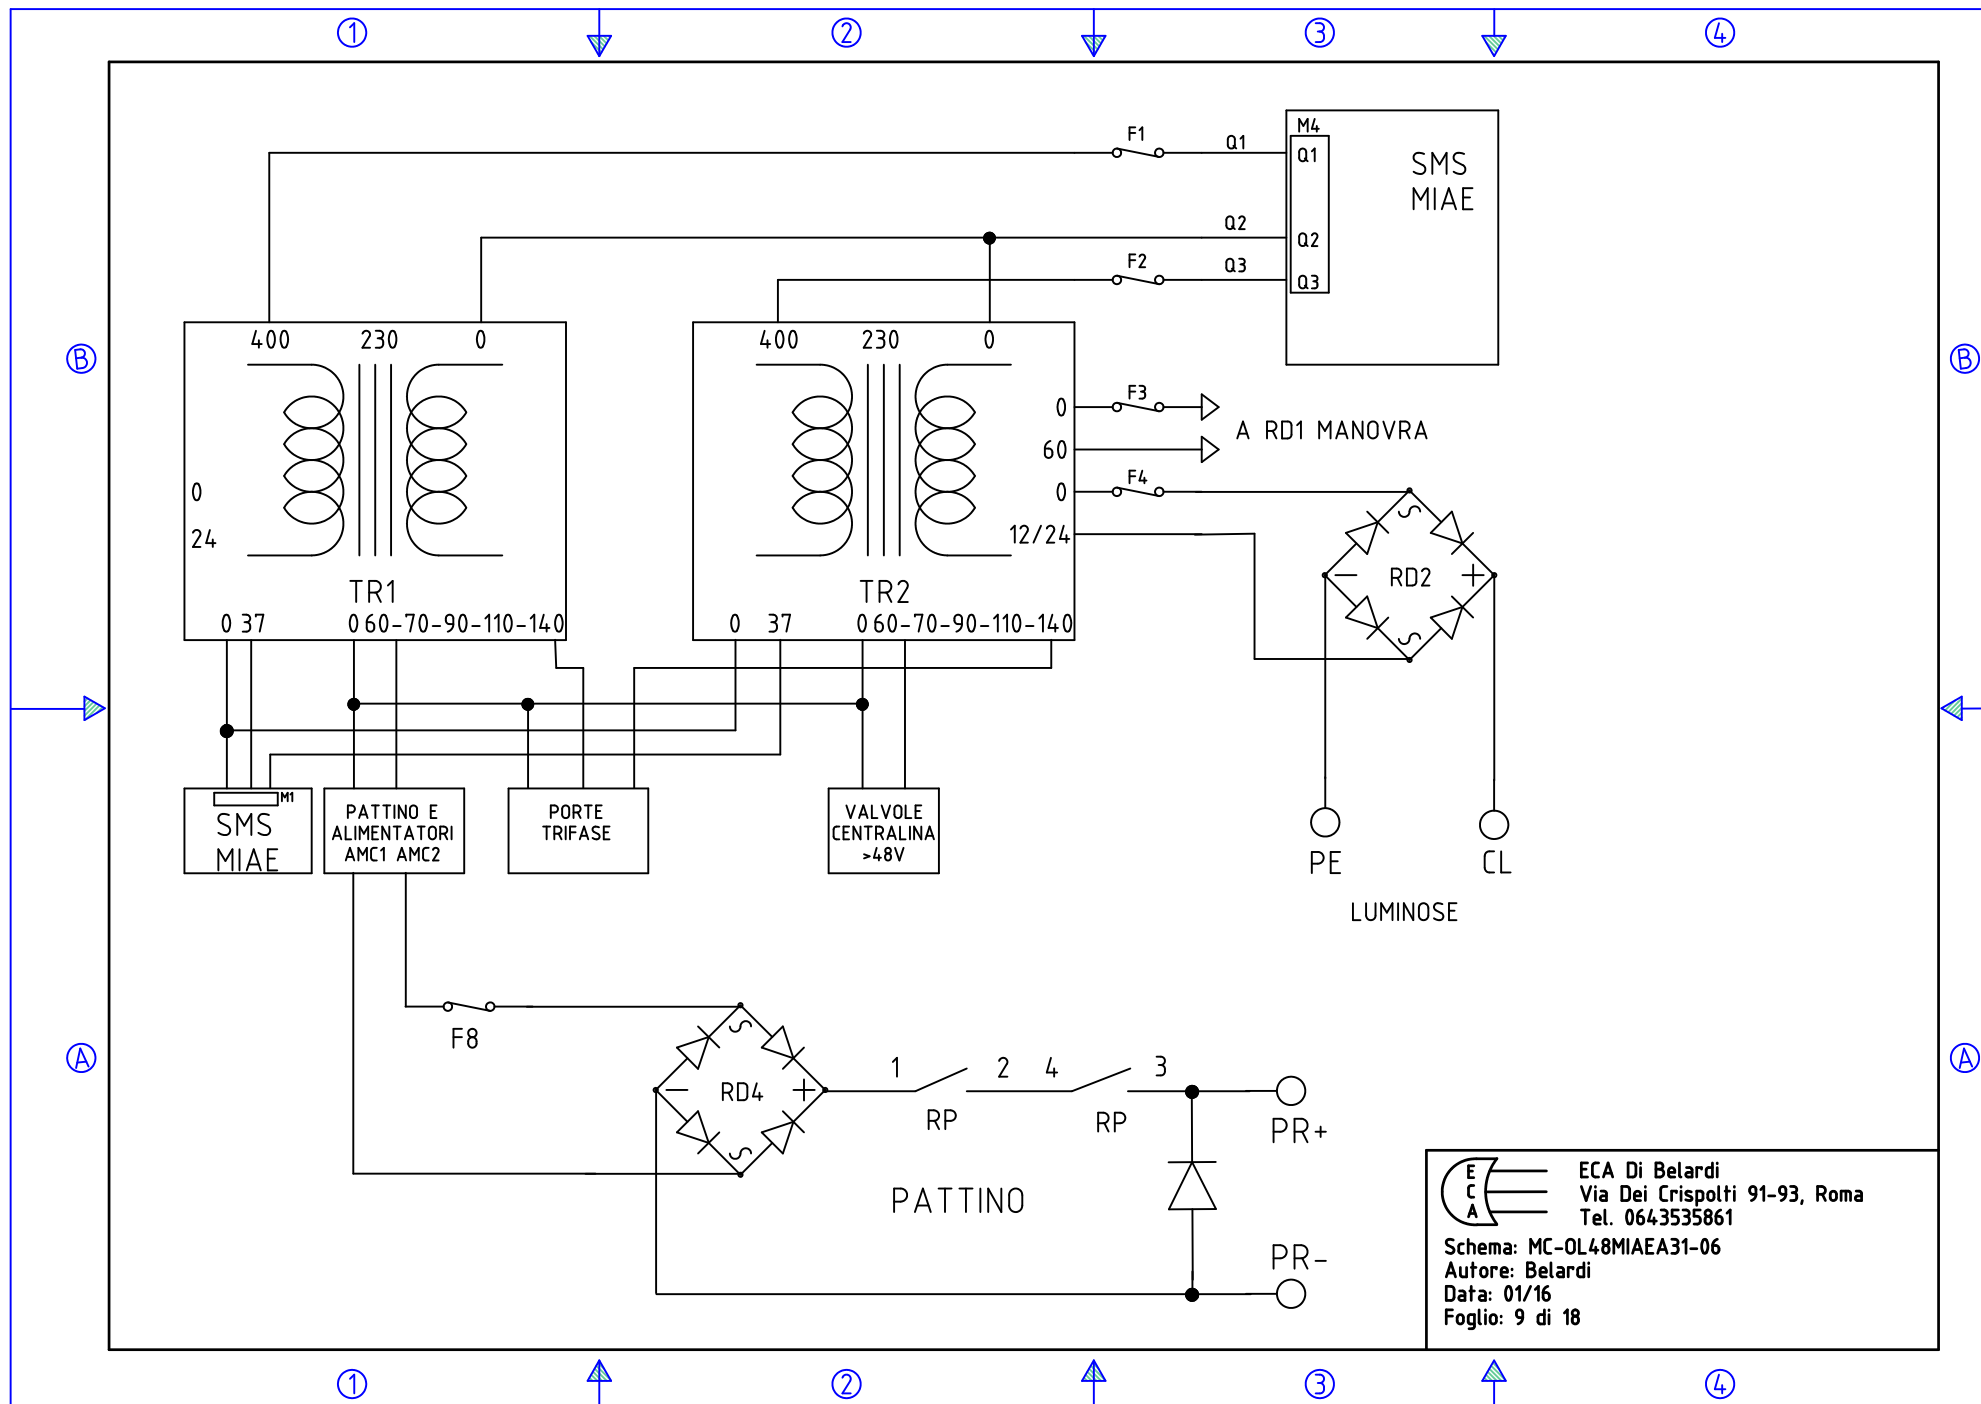 1 2 3 4
F1 Q1 M4
Q1 SMS
MIAE
Q2
Q2
F2 Q3
Q3
400 230 0 400 230 0
B B
F3
0
A RD1 MANOVRA
60
F4
0 0
24 12/24
S
- RD2 +
S
TR1 TR2
0 37 0 60-70-90-110-140 0 37 0 60-70-90-110-140
M1
SMS
MIAE
PATTINO E
ALIMENTATORI
AMC1 AMC2
PORTE
TRIFASE
VALVOLE
CENTRALINA
>48V
PE CL
LUMINOSE
F8
S
- RD4 +
S
1 2 4 3
RP RP
PR+
PATTINO
PR-
A A
E
C
A
ECA Di Belardi
Via Dei Crispolti 91-93, Roma
Tel. 0643535861
Schema: MC-OL48MIAEA31-06
Autore: Belardi
Data: 01/16
Foglio: 9 di 18
1 2 3 4